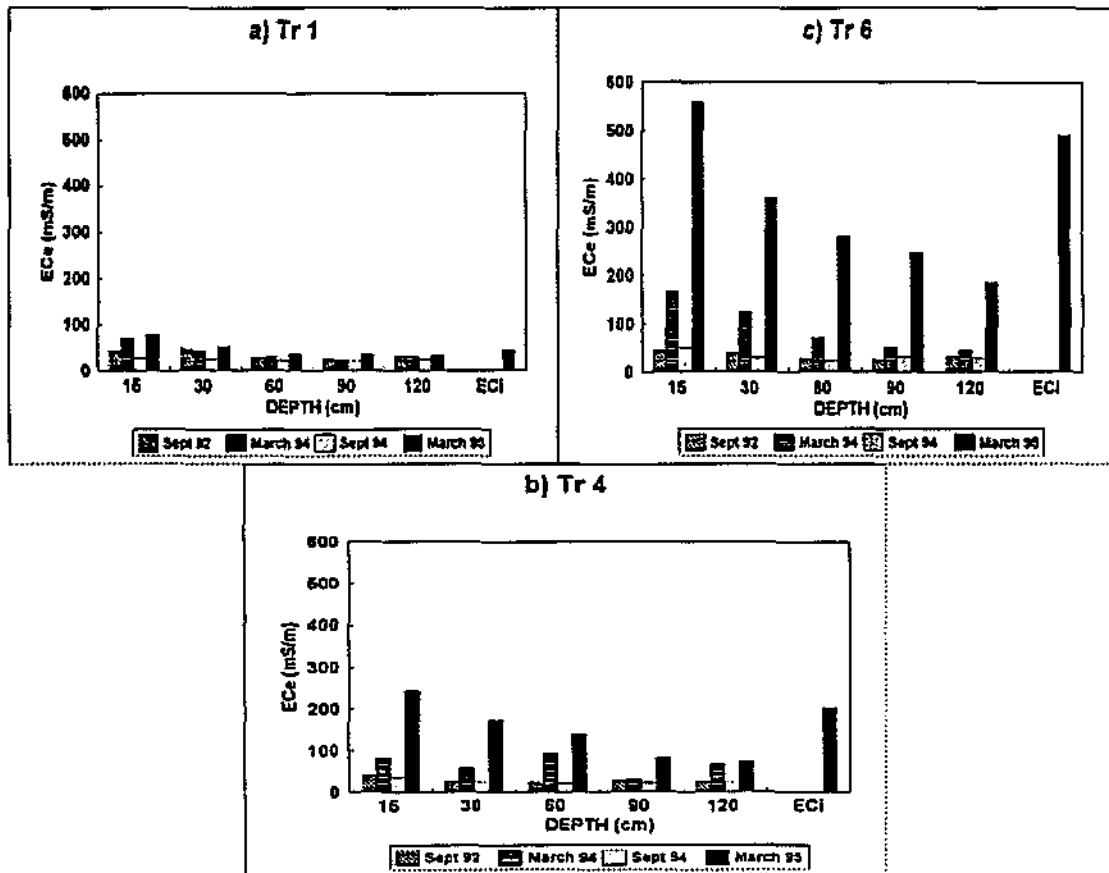 a) Tr 1
ECe (mS/m)
600
500
400
300
200
100
0
15 30 60 90 120 ECi
DEPTH (cm)
Sept 92 March 94 Sept 94 March 95
c) Tr 6
ECe (mS/m)
600
500
400
300
200
100
0
15 30 60 90 120 ECi
DEPTH (cm)
Sept 92 March 94 Sept 94 March 95
b) Tr 4
ECe (mS/m)
600
500
400
300
200
100
0
15 30 60 90 120 ECi
DEPTH (cm)
Sept 92 March 94 Sept 94 March 95